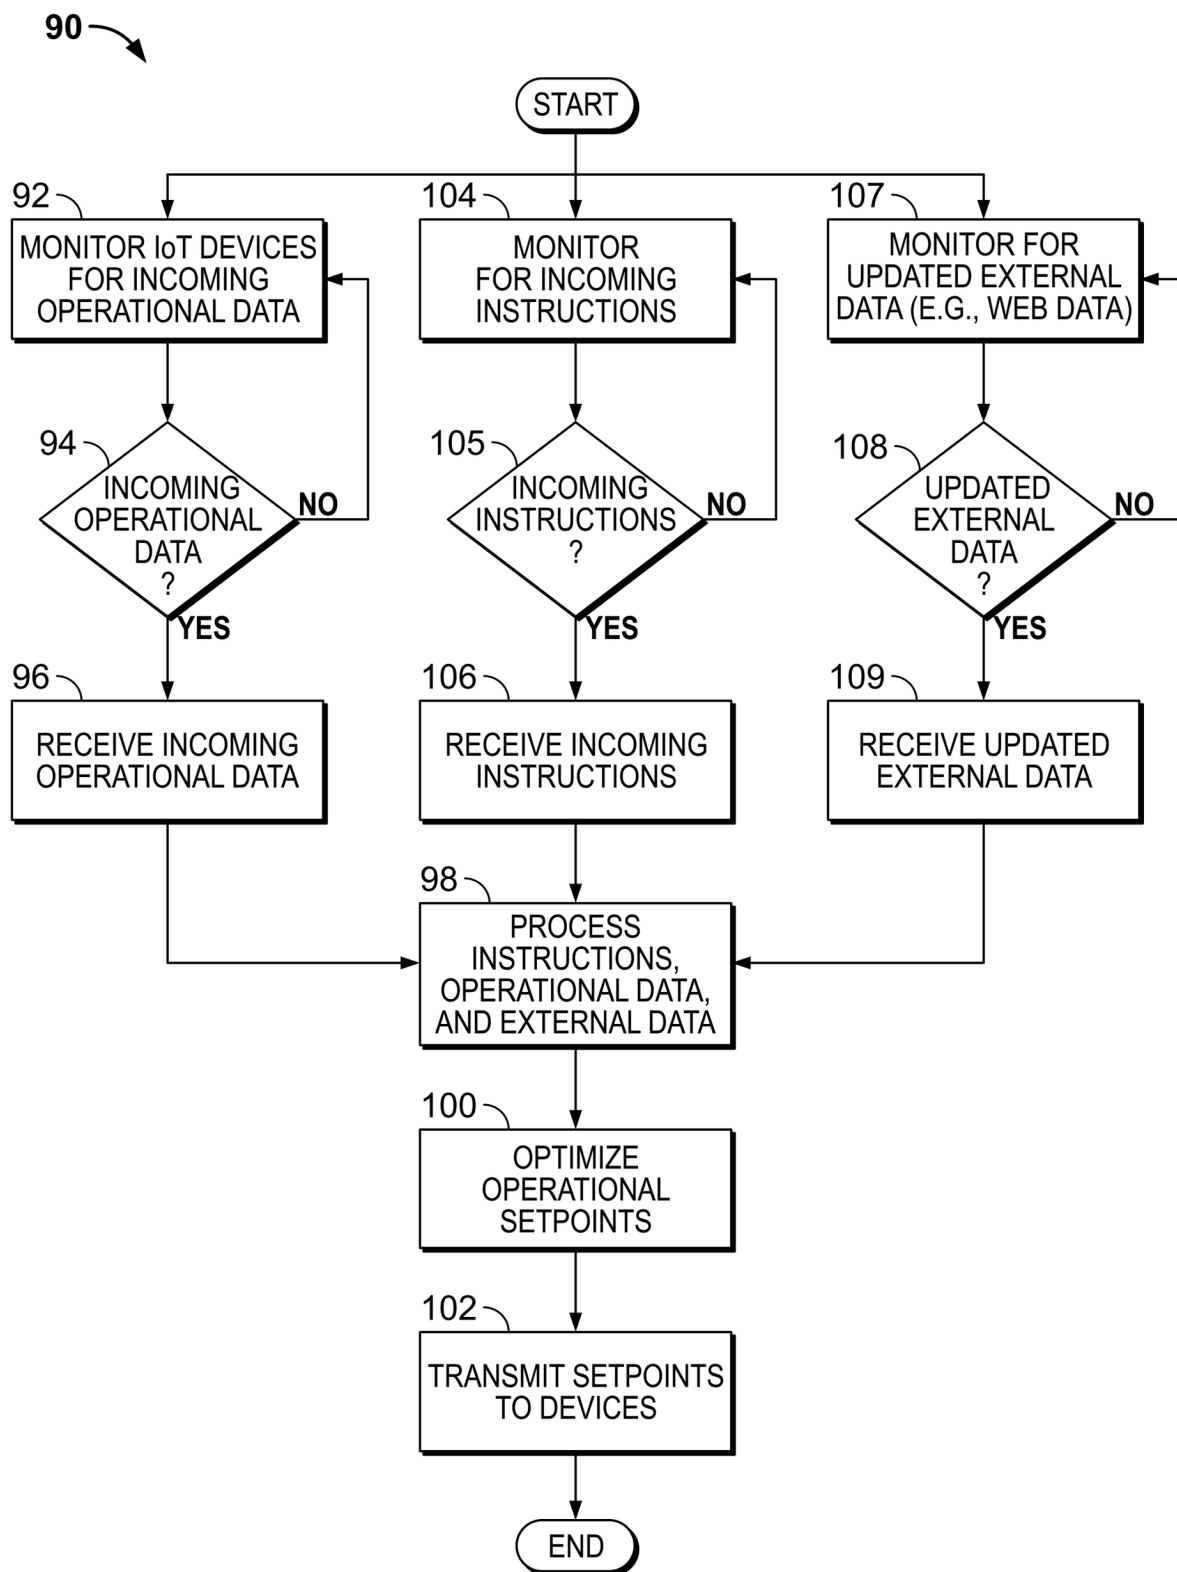 90
START
92
MONITOR IoT DEVICES
FOR INCOMING
OPERATIONAL DATA
104
MONITOR
FOR INCOMING
INSTRUCTIONS
107
MONITOR FOR
UPDATED EXTERNAL
DATA (E.G., WEB DATA)
94
INCOMING
OPERATIONAL
DATA
?
NO
YES
105
INCOMING
INSTRUCTIONS
?
NO
YES
108
UPDATED
EXTERNAL
DATA
?
NO
YES
96
RECEIVE INCOMING
OPERATIONAL DATA
106
RECEIVE INCOMING
INSTRUCTIONS
109
RECEIVE UPDATED
EXTERNAL DATA
98
PROCESS
INSTRUCTIONS,
OPERATIONAL DATA,
AND EXTERNAL DATA
100
OPTIMIZE
OPERATIONAL
SETPOINTS
102
TRANSMIT SETPOINTS
TO DEVICES
END